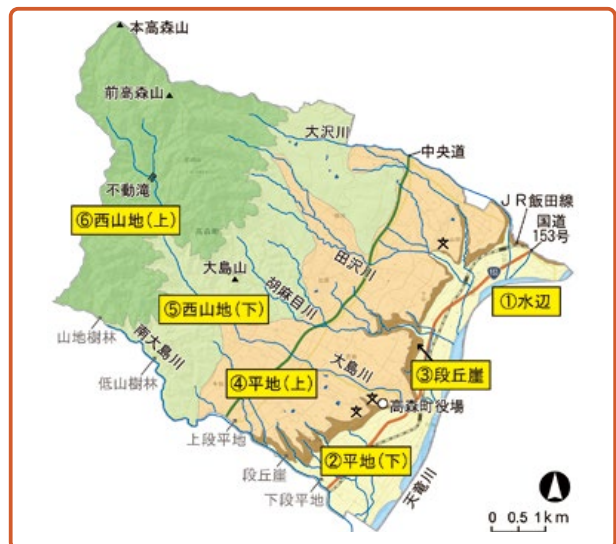 本高森山
前高森山
大沢川
中央道
不動滝
JR飯田線
国道
153号
⑥西山地(上)
田沢川
大島山
胡麻目川
①水辺
⑤西山地(下)
山地樹林
南大島川
大島川
③段丘崖
低山樹林
④平地(上)
高森町役場
上段平地
②平地(下)
段丘崖
天竜川
下段平地
0 0.5 1km